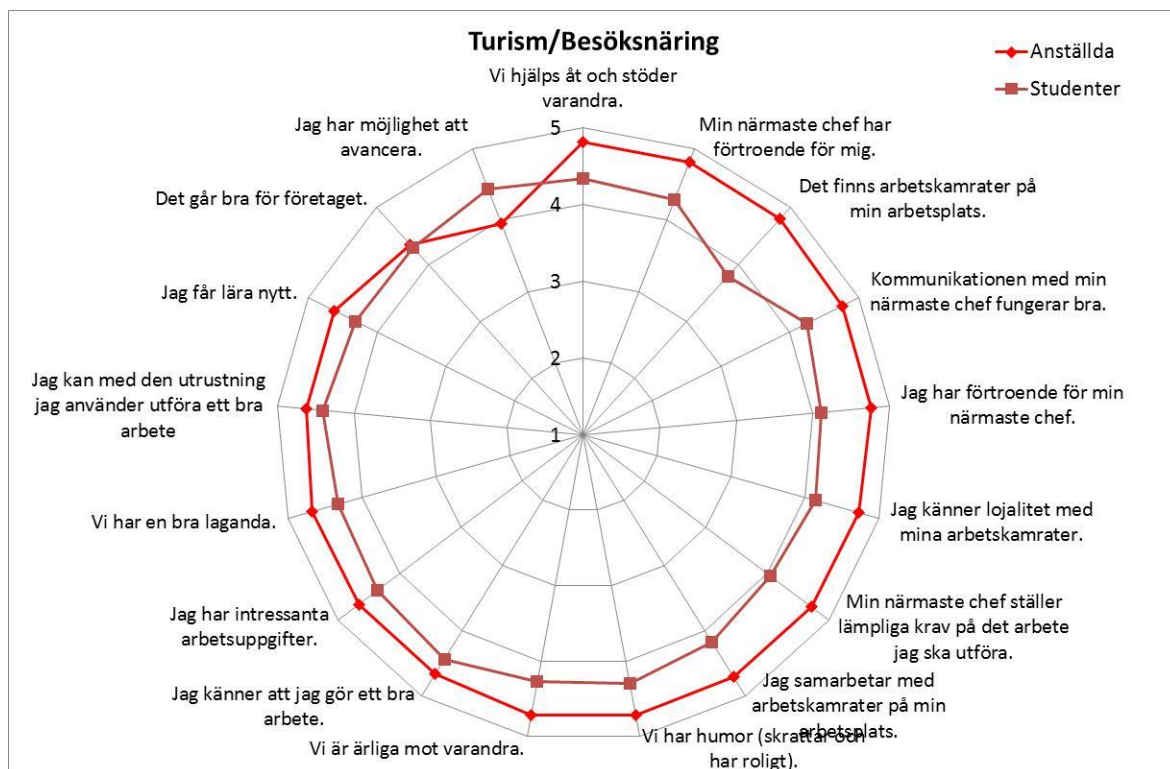 Turism/Besöksnäring
Anställda
Studenter
Vi hjälps åt och stöder
varandra.
Min närmaste chef har
förtroende för mig.
Det finns arbetskamrater på
min arbetsplats.
Kommunikationen med min
närmaste chef fungerar bra.
Jag har förtroende för min
närmaste chef.
Jag känner lojalitet med
mina arbetskamrater.
Min närmaste chef ställer
lämpliga krav på det arbete
jag ska utföra.
Jag samarbetar med
arbetskamrater på min
arbetsplats.
Vi har humor (skrattar och
har roligt).
Vi är ärliga mot varandra.
Jag känner att jag gör ett bra
arbete.
Jag har intressanta
arbetsuppgifter.
Vi har en bra laganda.
Jag kan med den utrustning
jag använder utföra ett bra
arbete
Jag får lära nytt.
Det går bra för företaget.
Jag har möjlighet att
avancera.
5
4
3
2
1